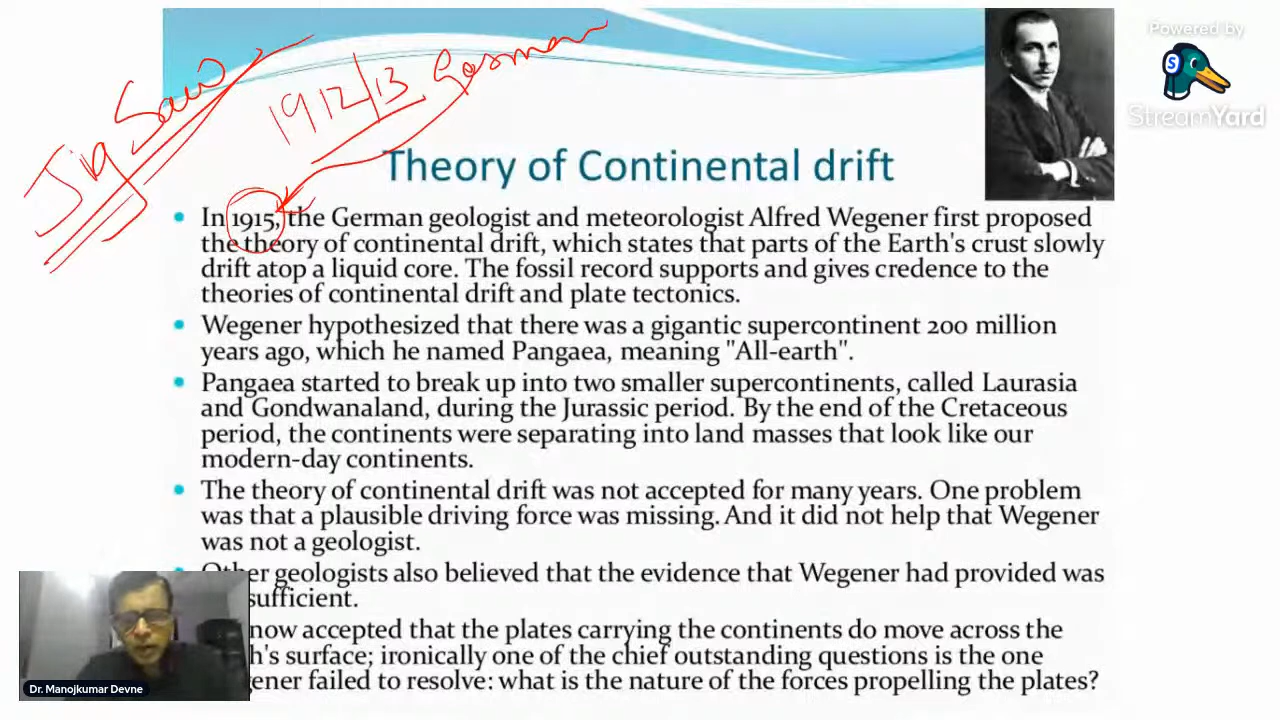 Powered by
StreamYard
Jig Saw
1912/13 German
Theory of Continental drift
• In 1915, the German geologist and meteorologist Alfred Wegener first proposed
the theory of continental drift, which states that parts of the Earth's crust slowly
drift atop a liquid core. The fossil record supports and gives credence to the
theories of continental drift and plate tectonics.
• Wegener hypothesized that there was a gigantic supercontinent 200 million
years ago, which he named Pangaea, meaning "All-earth".
• Pangaea started to break up into two smaller supercontinents, called Laurasia
and Gondwanaland, during the Jurassic period. By the end of the Cretaceous
period, the continents were separating into land masses that look like our
modern-day continents.
• The theory of continental drift was not accepted for many years. One problem
was that a plausible driving force was missing. And it did not help that Wegener
was not a geologist.
• Other geologists also believed that the evidence that Wegener had provided was
sufficient.
now accepted that the plates carrying the continents do move across the
h's surface; ironically one of the chief outstanding questions is the one
gener failed to resolve: what is the nature of the forces propelling the plates?
Dr. Manojkumar Devne